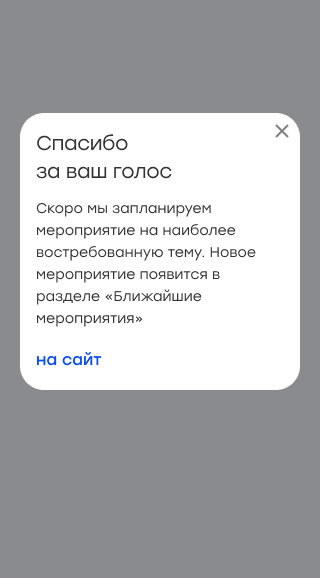 Спасибо
за ваш голос
Скоро мы запланируем
мероприятие на наиболее
востребованную тему. Новое
мероприятие появится в
разделе «Ближайшие
мероприятия»
на сайт